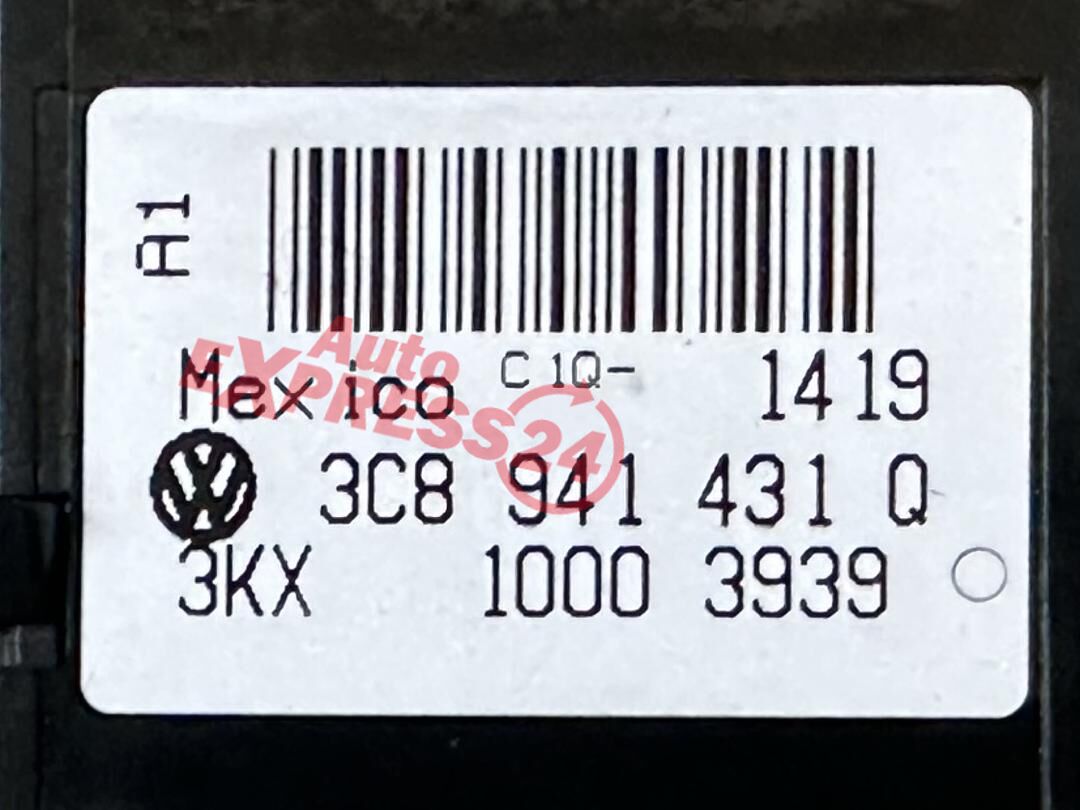 A1
Mexico C1Q- 1419
3C8 941 431 Q
3KX 1000 3939
Auto
EXPRESS24